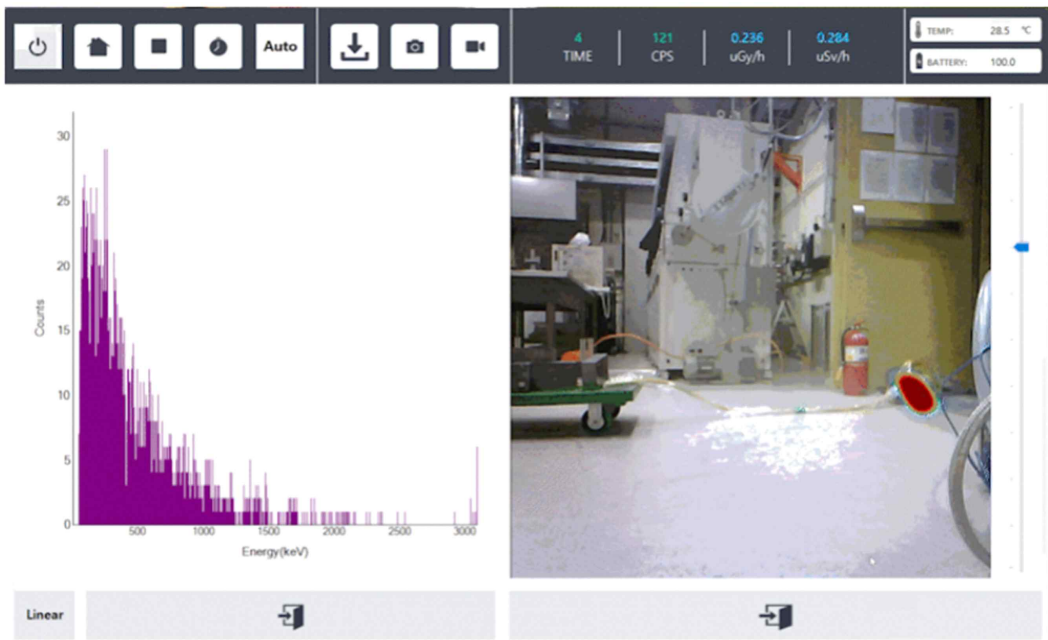 Auto
4 121 0.236 0.284
TIME CPS uGy/h uSv/h
TEMP: 28.5 ℃
BATTERY: 100.0
30
25
20
15
10
5
0
Counts
500 1000 1500 2000 2500 3000
Energy(keV)
Linear